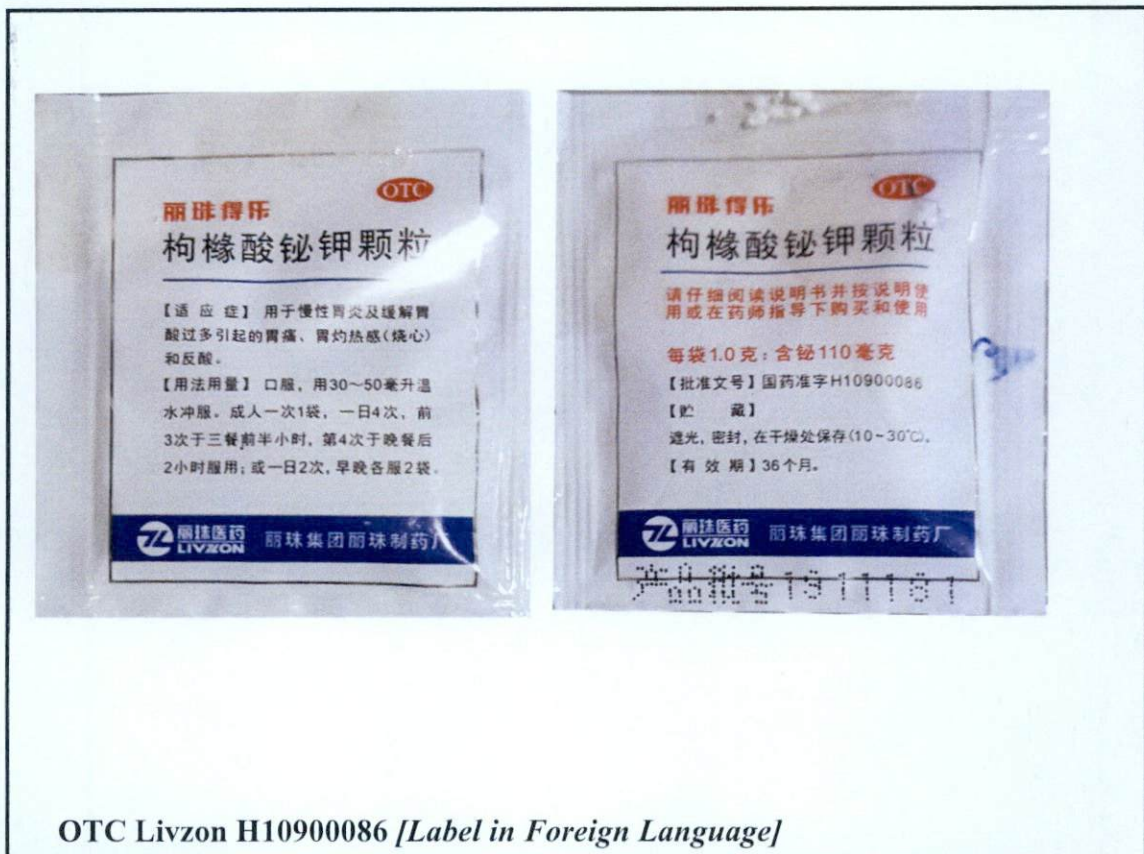 OTC
丽珠得乐
枸橼酸铋钾颗粒
【适应症】用于慢性胃炎及缓解胃
酸过多引起的胃痛、胃灼热感(烧心)
和反酸。
【用法用量】口服,用30~50毫升温
水冲服。成人一次1袋,一日4次,前
3次于三餐前半小时,第4次于晚餐后
2小时服用;或一日2次,早晚各服2袋。
丽珠医药
LIVZON
丽珠集团丽珠制药厂
OTC
丽珠得乐
枸橼酸铋钾颗粒
请仔细阅读说明书并按说明使
用或在药师指导下购买和使用
每袋1.0克:含铋110毫克
【批准文号】国药准字H10900086
【贮 藏】
遮光,密封,在干燥处保存(10~30℃)。
【有效期】36个月。
丽珠医药
LIVZON
丽珠集团丽珠制药厂
产品批号1911181
OTC Livzon H10900086 [Label in Foreign Language]